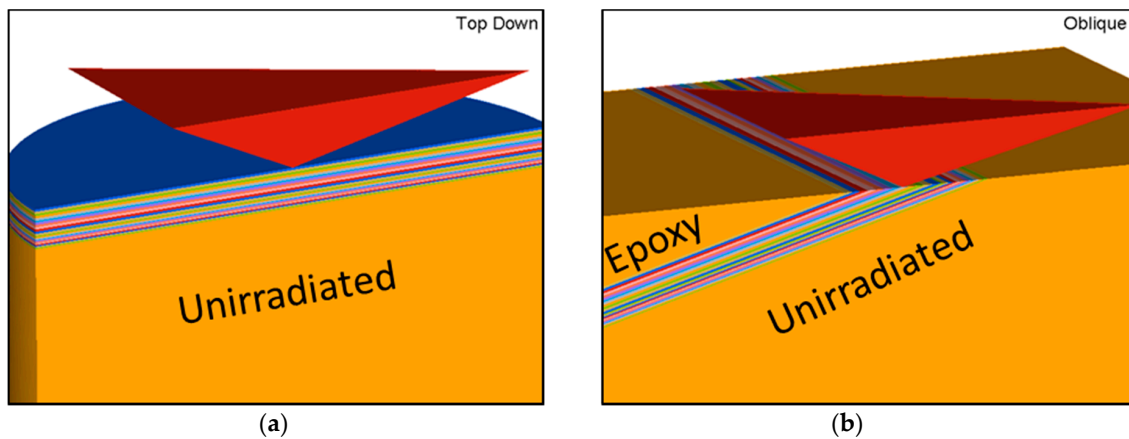 Top Down
Unirradiated
(a)
Oblique
Epoxy
Unirradiated
(b)